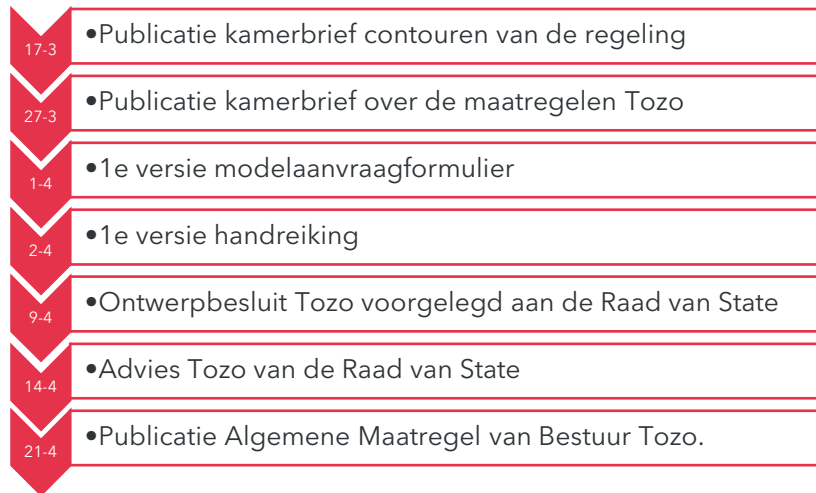 17-3
•Publicatie kamerbrief contouren van de regeling
27-3
•Publicatie kamerbrief over de maatregelen Tozo
1-4
•1e versie modelaanvraagformulier
2-4
•1e versie handreiking
9-4
•Ontwerpbesluit Tozo voorgelegd aan de Raad van State
14-4
•Advies Tozo van de Raad van State
21-4
•Publicatie Algemene Maatregel van Bestuur Tozo.